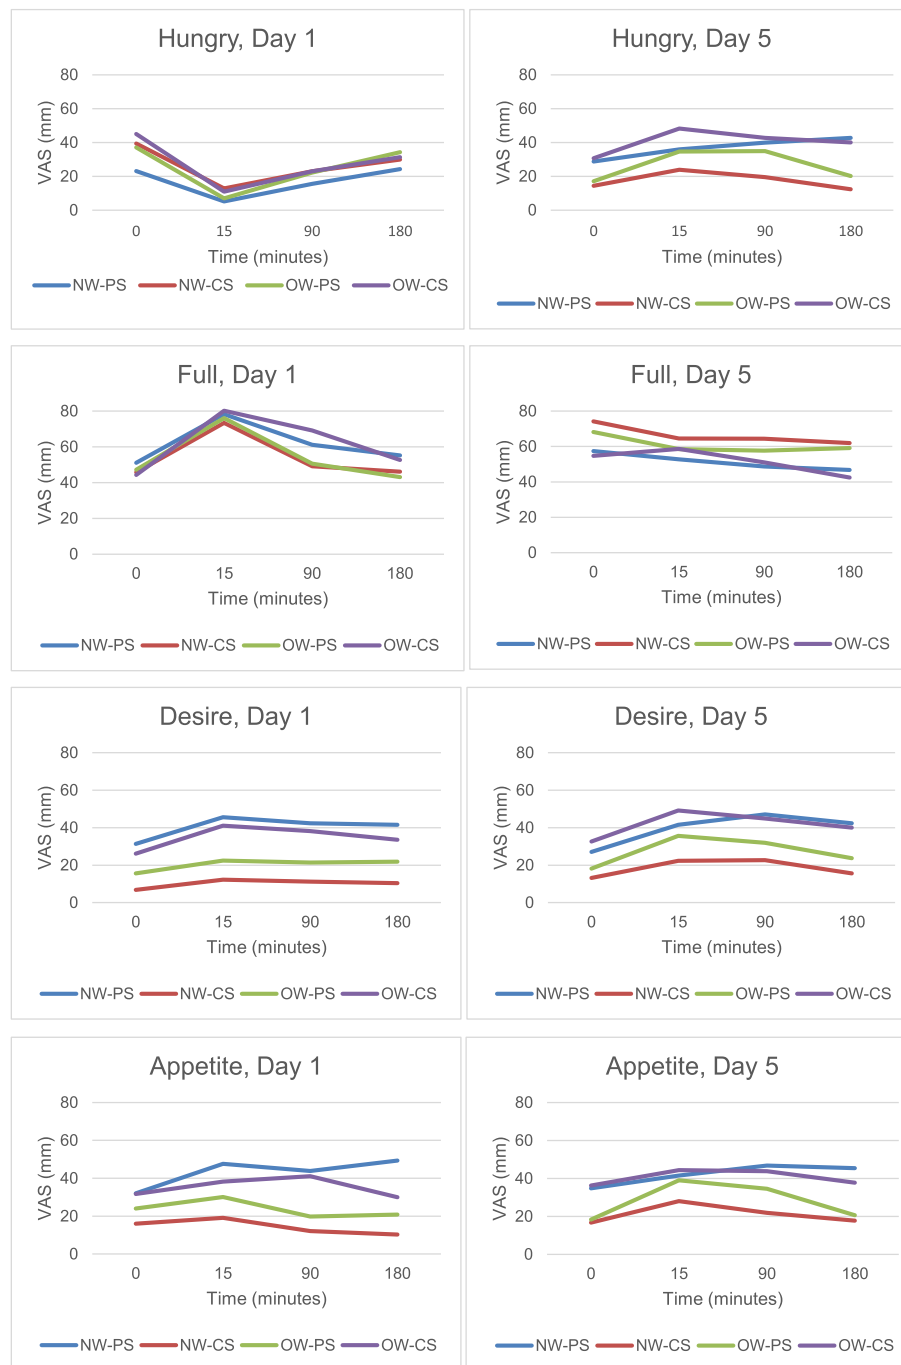 Hungry, Day 1
80
60
40
20
0
VAS (mm)
0 15 90 180
Time (minutes)
NW-PS NW-CS OW-PS OW-CS
Hungry, Day 5
80
60
40
20
0
VAS (mm)
0 15 90 180
Time (minutes)
NW-PS NW-CS OW-PS OW-CS
Full, Day 1
80
60
40
20
0
VAS (mm)
0 15 90 180
Time (minutes)
NW-PS NW-CS OW-PS OW-CS
Full, Day 5
80
60
40
20
0
VAS (mm)
0 15 90 180
Time (minutes)
NW-PS NW-CS OW-PS OW-CS
Desire, Day 1
80
60
40
20
0
VAS (mm)
0 15 90 180
Time (minutes)
NW-PS NW-CS OW-PS OW-CS
Desire, Day 5
80
60
40
20
0
VAS (mm)
0 15 90 180
Time (minutes)
NW-PS NW-CS OW-PS OW-CS
Appetite, Day 1
80
60
40
20
0
VAS (mm)
0 15 90 180
Time (minutes)
NW-PS NW-CS OW-PS OW-CS
Appetite, Day 5
80
60
40
20
0
VAS (mm)
0 15 90 180
Time (minutes)
NW-PS NW-CS OW-PS OW-CS